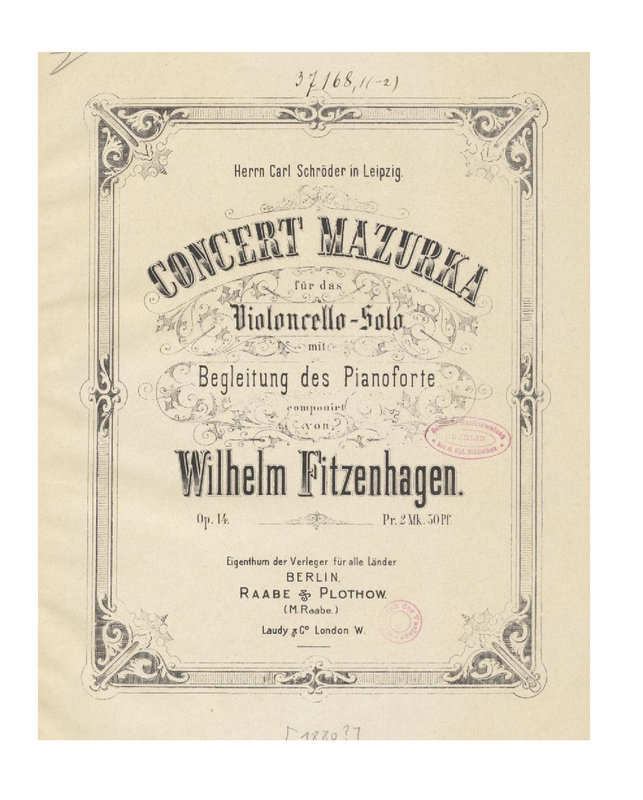 37168,1(-2)
Herrn Carl Schröder in Leipzig.
CONCERT MAZURKA
für das
Violoncello-Solo
mit
Begleitung des Pianoforte
componirt
von
Wilhelm Fitzenhagen.
Op. 14. Pr. 2 Mk. 50 Pf.
Eigenthum der Verleger für alle Länder
BERLIN.
RAABE & PLOTHOW.
(M. Raabe.)
Laudy & Co London W.
BERLIN
[1880?]